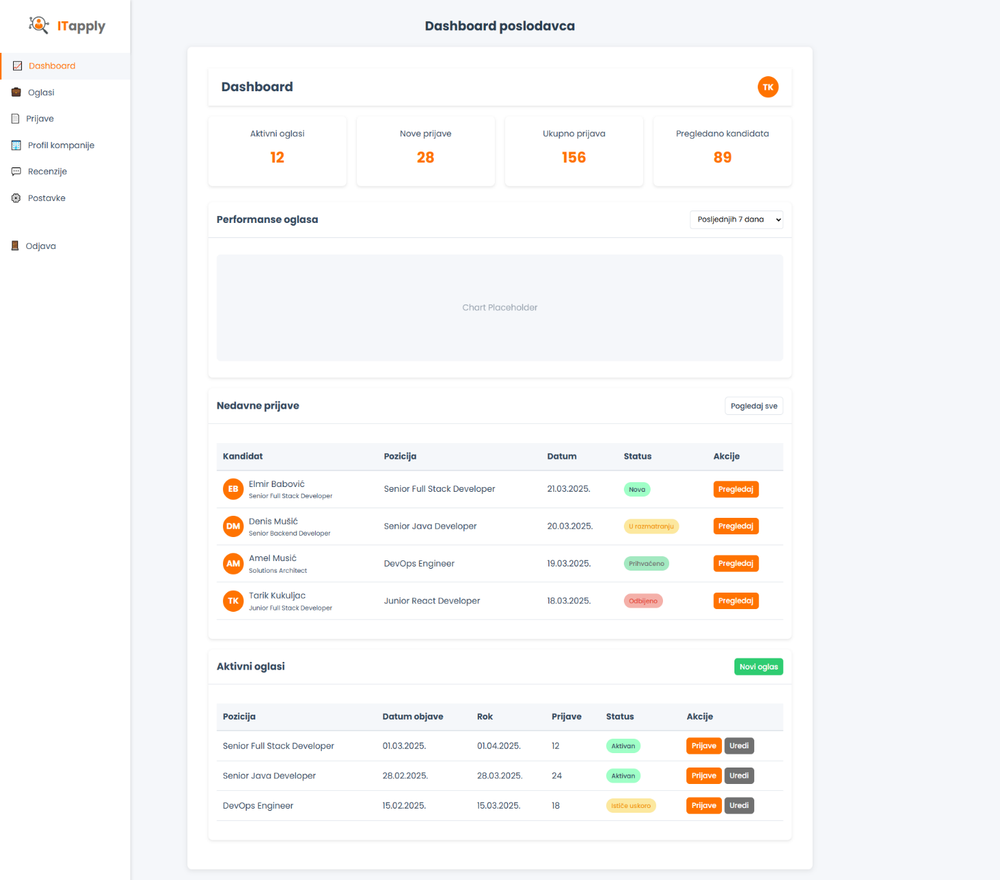 ITapply
Dashboard
Oglasi
Prijave
Profil kompanije
Recenzije
Postavke
Odjava
Dashboard poslodavca
Dashboard
TK
Aktivni oglasi
12
Nove prijave
28
Ukupno prijava
156
Pregledano kandidata
89
Performanse oglasa
Posljednjih 7 dana
Chart Placeholder
Nedavne prijave
Pogledaj sve
Kandidat Pozicija Datum Status Akcije
EB Elmir Babović
Senior Full Stack Developer
Senior Full Stack Developer 21.03.2025. Nova Pregledaj
DM Denis Mušić
Senior Backend Developer
Senior Java Developer 20.03.2025. U razmatranju Pregledaj
AM Amel Musić
Solutions Architect
DevOps Engineer 19.03.2025. Prihvaćeno Pregledaj
TK Tarik Kukuljac
Junior Full Stack Developer
Junior React Developer 18.03.2025. Odbijeno Pregledaj
Aktivni oglasi
Novi oglas
Pozicija Datum objave Rok Prijave Status Akcije
Senior Full Stack Developer 01.03.2025. 01.04.2025. 12 Aktivan Prijave Uredi
Senior Java Developer 28.02.2025. 28.03.2025. 24 Aktivan Prijave Uredi
DevOps Engineer 15.02.2025. 15.03.2025. 18 Ističe uskoro Prijave Uredi